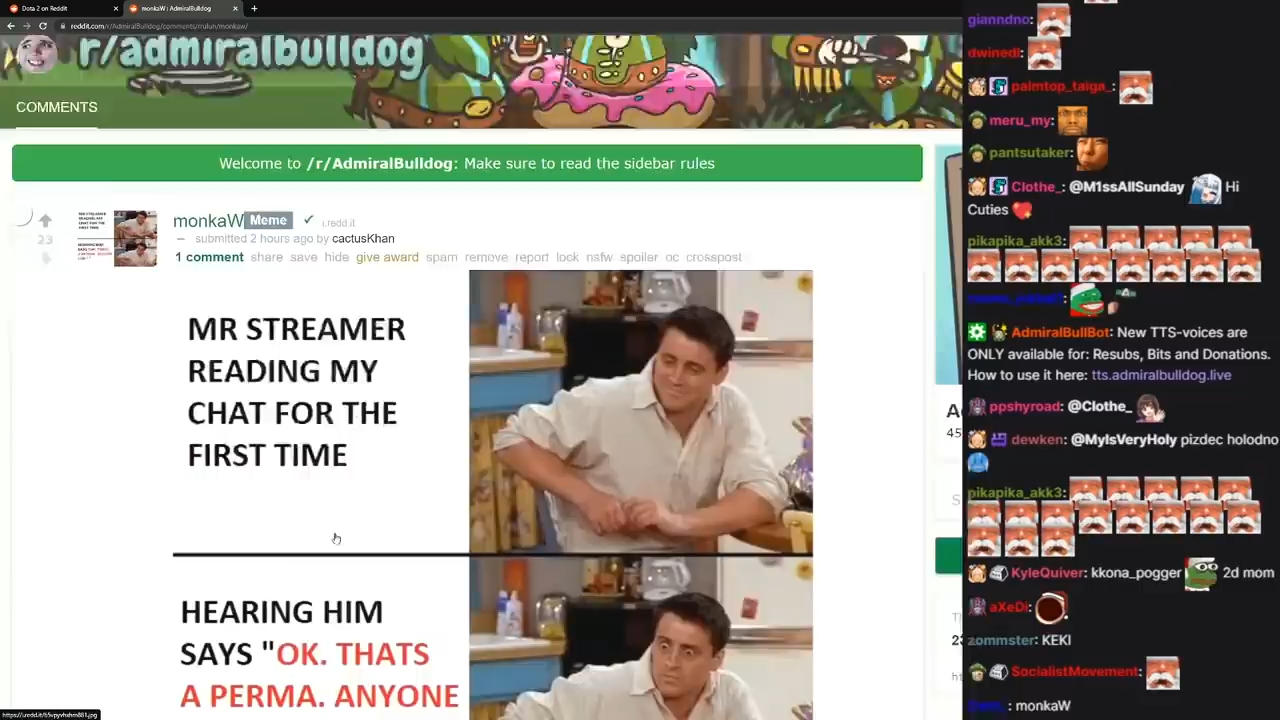 Dota 2 on Reddit
monkaW | AdmiralBulldog
r/admiralbulldog
COMMENTS
Welcome to /r/AdmiralBulldog: Make sure to read the sidebar rules
23
monkaW Meme ✔ i.redd.it
submitted 2 hours ago by cactusKhan
1 comment share save hide give award spam remove report lock nsfw spoiler oc crosspost
MR STREAMER
READING MY
CHAT FOR THE
FIRST TIME
HEARING HIM
SAYS "OK. THATS
A PERMA. ANYONE
gianndno:
dwinedl:
palmtop_taiga_:
meru_my:
pantsutaker:
Clothe_: @M1ssAllSunday Hi
Cuties
pikapika_akk3:
AdmiralBullBot: New TTS-voices are
ONLY available for: Resubs, Bits and Donations.
How to use it here: tts.admiralbulldog.live
ppshyroad: @Clothe_
dewken: @MyIsVeryHoly pizdec holodno
pikapika_akk3:
KyleQuiver: kkona_pogger 2d mom
aXeDi:
zommster: KEKI
SocialistMovement:
: monkaW